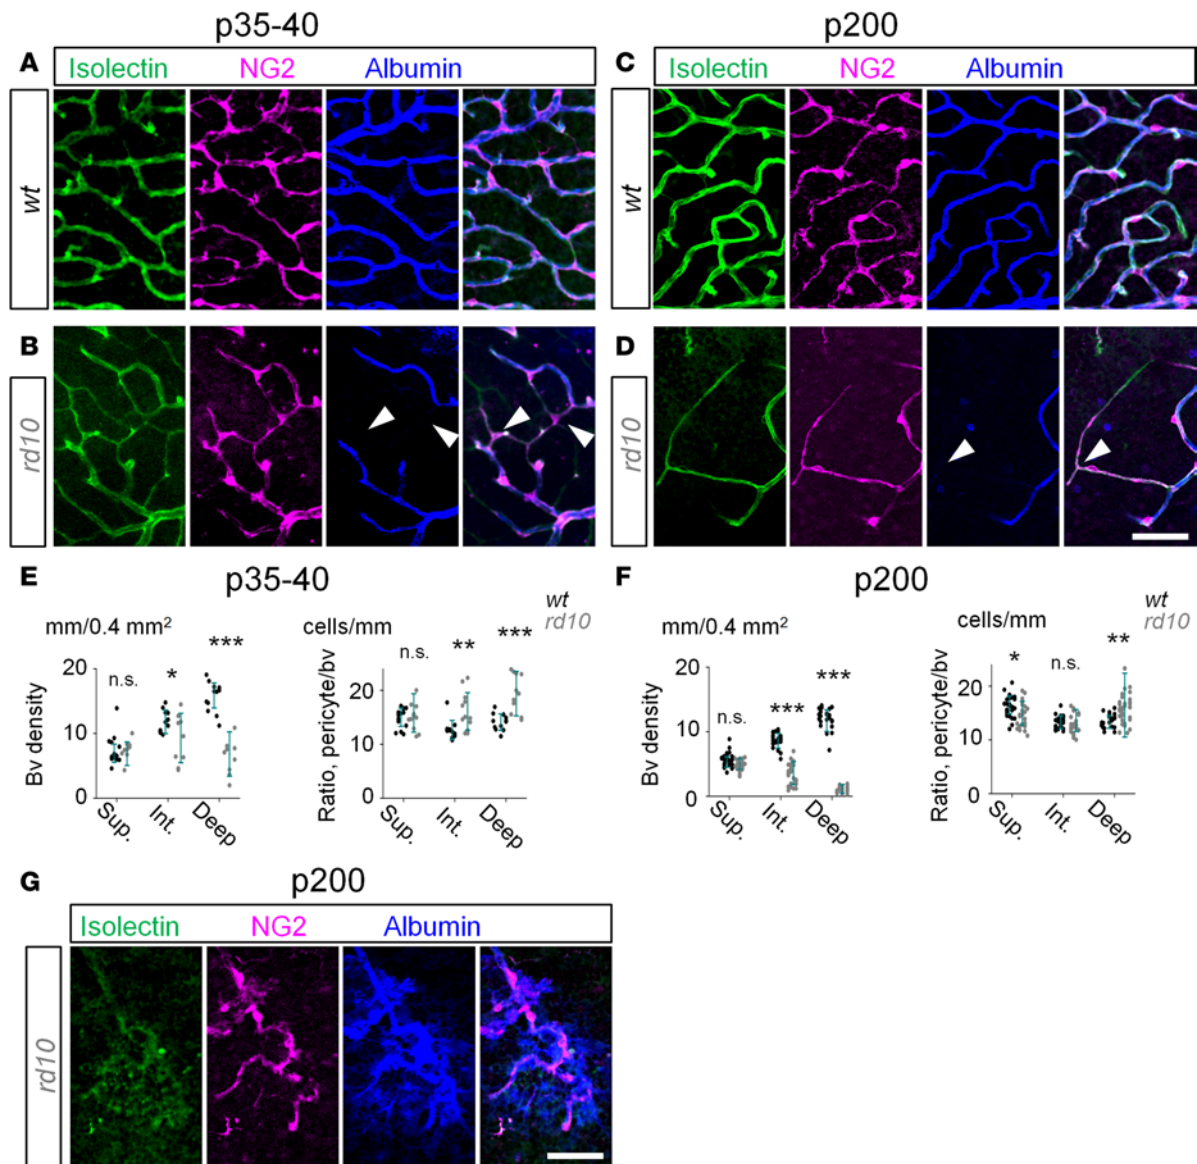 p35-40
p200
A
Isolectin NG2 Albumin
C
Isolectin NG2 Albumin
wt
wt
B
D
rd10
rd10
E
p35-40
F
p200
wt
rd10
mm/0.4 mm²
cells/mm
n.s. * ***
n.s. ** ***
Bv density
20
10
0
Sup. Int. Deep
Ratio, pericyte/bv
20
10
0
Sup. Int. Deep
wt
rd10
mm/0.4 mm²
cells/mm
n.s. *** ***
* n.s. **
Bv density
20
10
0
Sup. Int. Deep
Ratio, pericyte/bv
20
10
0
Sup. Int. Deep
G
p200
Isolectin NG2 Albumin
rd10